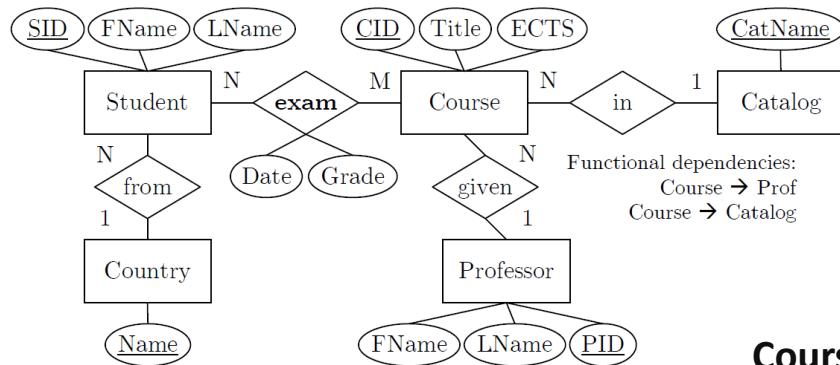 SID FName LName CID Title ECTS CatName
Student N exam M Course N in 1 Catalog
N Date Grade N Functional dependencies:
from given Course → Prof
1 1 Course → Catalog
Country Professor
Name FName LName PID
Cours